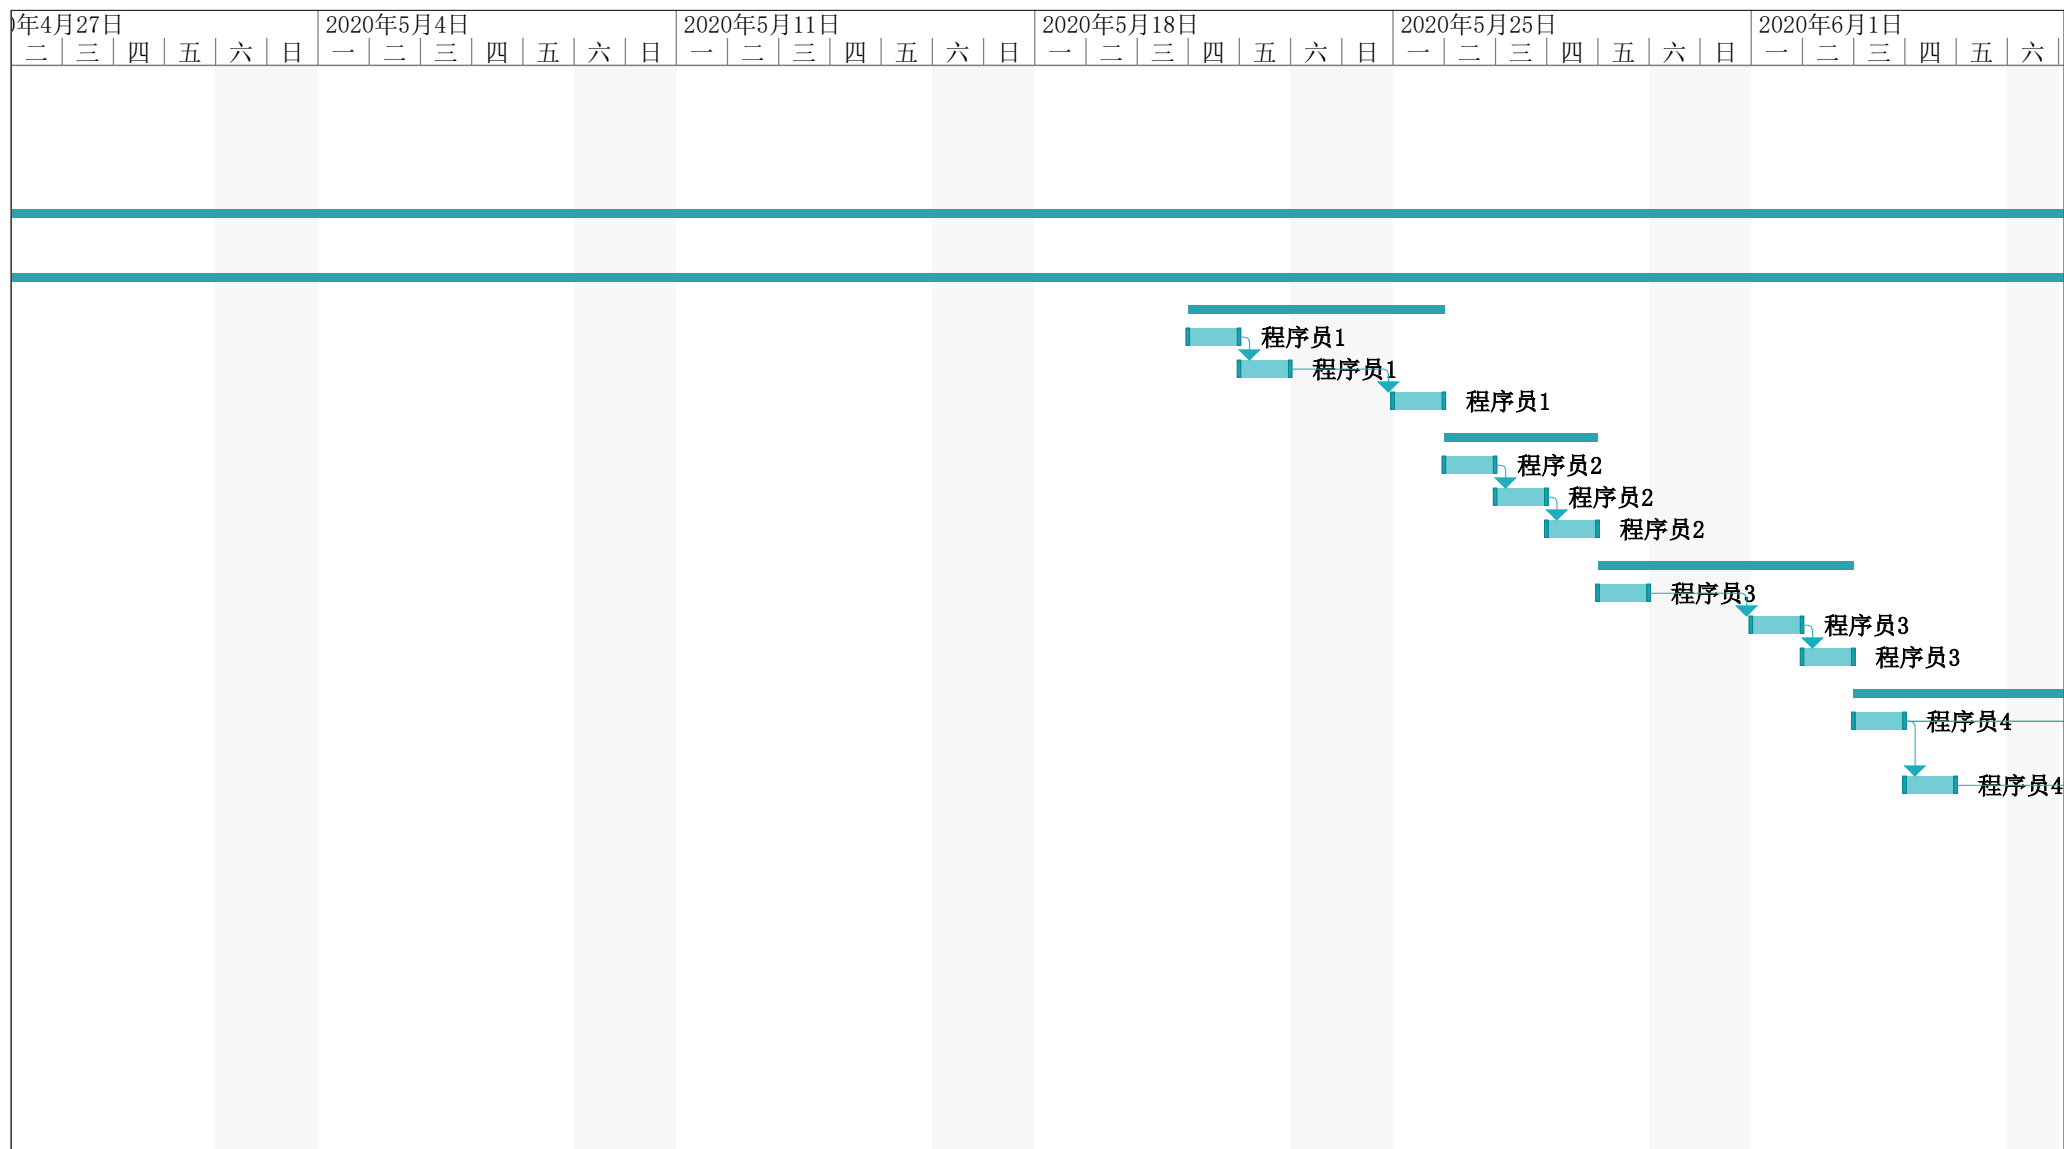 年4月27日 2020年5月4日 2020年5月11日 2020年5月18日 2020年5月25日 2020年6月1日
二 三 四 五 六 日 一 二 三 四 五 六 日 一 二 三 四 五 六 日 一 二 三 四 五 六 日 一 二 三 四 五 六 日 一 二 三 四 五 六
程序员1
程序员1
程序员1
程序员2
程序员2
程序员2
程序员3
程序员3
程序员3
程序员4
程序员4